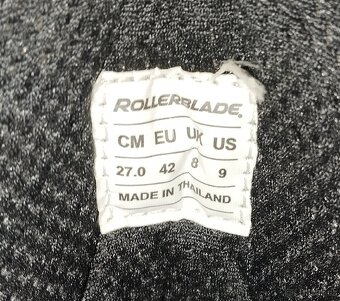 ROLLERBLADE.
CM EU UK US
27.0 42 8 9
MADE IN THAILAND